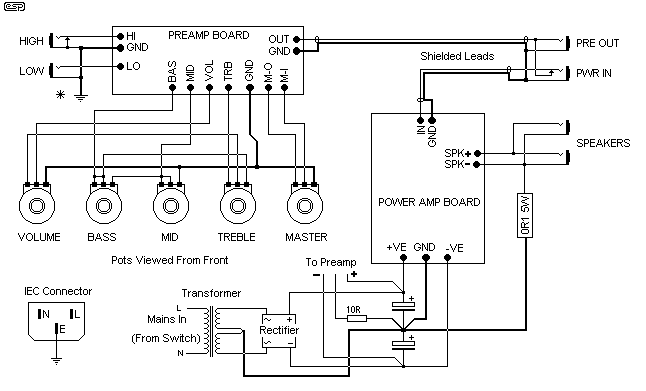 ESP
PREAMP BOARD
HIGH
HI
GND
LOW
LO
*
OUT
GND
BAS
MID
VOL
TRB
GND
M-O
M-I
PRE OUT
Shielded Leads
PWR IN
IN
GND
SPK+
SPK-
SPEAKERS
POWER AMP BOARD
0R1 5W
+VE GND -VE
VOLUME BASS MID TREBLE MASTER
Pots Viewed From Front
To Preamp
- +
IEC Connector
N L
E
Transformer
L
Mains In
(From Switch)
N
~ +
Rectifier
~ -
10R
+
+